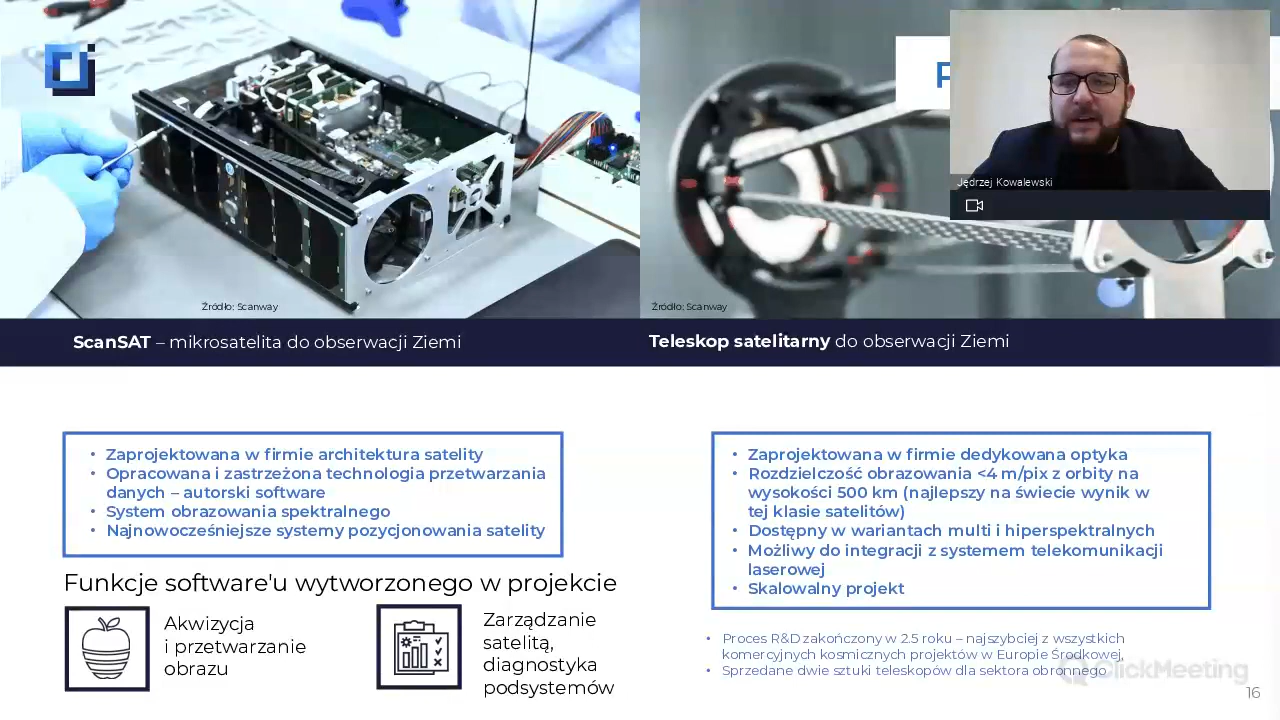 P
Jędrzej Kowalewski
Źródło: Scanway
Źródło: Scanway
ScanSAT – mikrosatelita do obserwacji Ziemi
Teleskop satelitarny do obserwacji Ziemi
• Zaprojektowana w firmie architektura satelity
• Opracowana i zastrzeżona technologia przetwarzania
danych – autorski software
• System obrazowania spektralnego
• Najnowocześniejsze systemy pozycjonowania satelity
Funkcje software'u wytworzonego w projekcie
Akwizycja
i przetwarzanie
obrazu
Zarządzanie
satelitą,
diagnostyka
podsystemów
• Zaprojektowana w firmie dedykowana optyka
• Rozdzielczość obrazowania <4 m/pix z orbity na
wysokości 500 km (najlepszy na świecie wynik w
tej klasie satelitów)
• Dostępny w wariantach multi i hiperspektralnych
• Możliwy do integracji z systemem telekomunikacji
laserowej
• Skalowalny projekt
• Proces R&D zakończony w 2.5 roku – najszybciej z wszystkich
komercyjnych kosmicznych projektów w Europie Środkowej,
• Sprzedane dwie sztuki teleskopów dla sektora obronnego
ClickMeeting
16